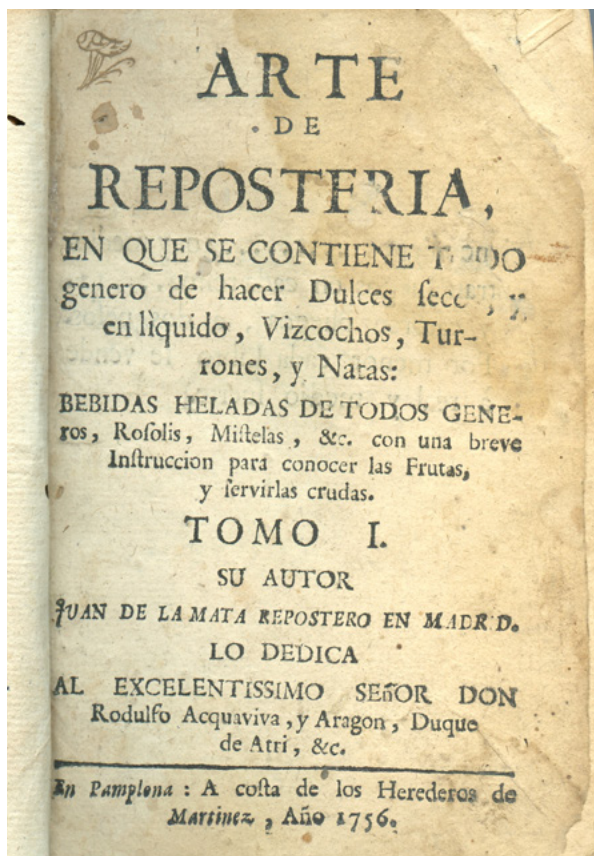 ARTE
DE
REPOSTERIA,
EN QUE SE CONTIENE TODO
genero de hacer Dulces secos, y
en lìquido, Vizcochos, Tur-
rones, y Natas:
BEBIDAS HELADAS DE TODOS GENE-
ros, Rosolis, Mistelas, &c. con una breve
Instruccion para conocer las Frutas,
y servirlas crudas.
TOMO I.
SU AUTOR
JUAN DE LA MATA REPOSTERO EN MADRID.
LO DEDICA
AL EXCELENTISSIMO SEñOR DON
Rodulfo Acquaviva, y Aragon, Duque
de Atri, &c.
En Pamplona: A costa de los Herederos de
Martinez, Año 1756.